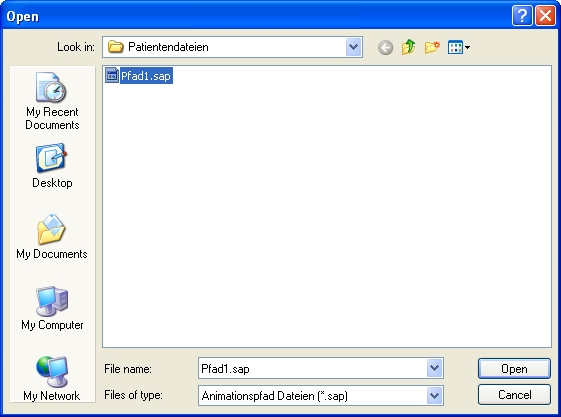 Open
Look in: Patientendateien
Pfad1.sap
My Recent
Documents
Desktop
My Documents
My Computer
My Network
File name: Pfad1.sap Open
Files of type: Animationspfad Dateien (*.sap) Cancel